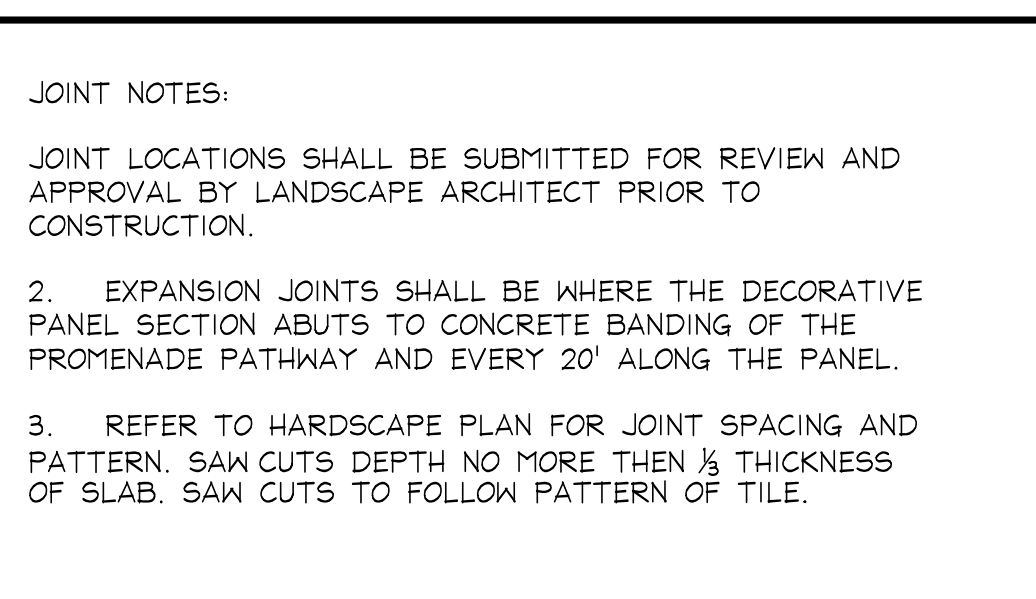 JOINT NOTES:
JOINT LOCATIONS SHALL BE SUBMITTED FOR REVIEW AND
APPROVAL BY LANDSCAPE ARCHITECT PRIOR TO
CONSTRUCTION.
2. EXPANSION JOINTS SHALL BE WHERE THE DECORATIVE
PANEL SECTION ABUTS TO CONCRETE BANDING OF THE
PROMENADE PATHWAY AND EVERY 20' ALONG THE PANEL.
3. REFER TO HARDSCAPE PLAN FOR JOINT SPACING AND
PATTERN. SAW CUTS DEPTH NO MORE THEN ⅓ THICKNESS
OF SLAB. SAW CUTS TO FOLLOW PATTERN OF TILE.